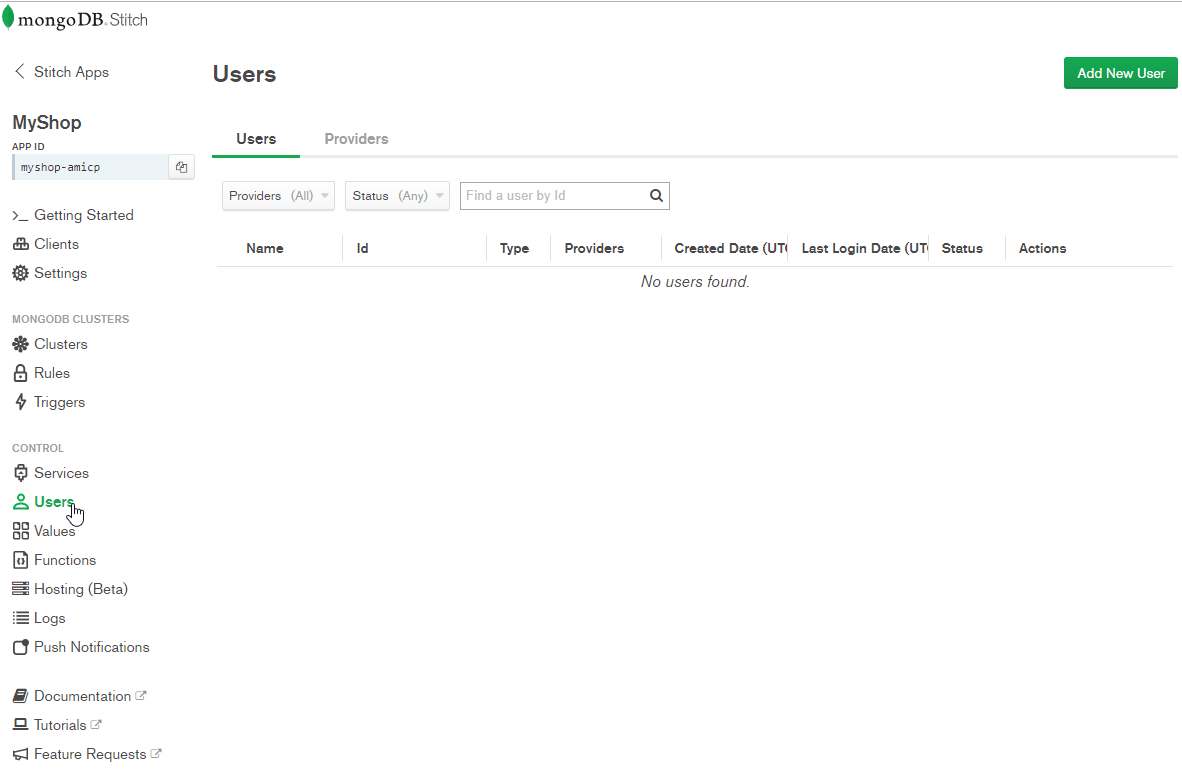 mongoDB. Stitch
Stitch Apps
MyShop
APP ID
myshop-amicp
>_ Getting Started
Clients
Settings
MONGODB CLUSTERS
Clusters
Rules
Triggers
CONTROL
Services
Users
Values
Functions
Hosting (Beta)
Logs
Push Notifications
Documentation
Tutorials
Feature Requests
Users
Add New User
Users Providers
Providers (All) Status (Any) Find a user by Id
Name Id Type Providers Created Date (UT Last Login Date (UT Status Actions
No users found.